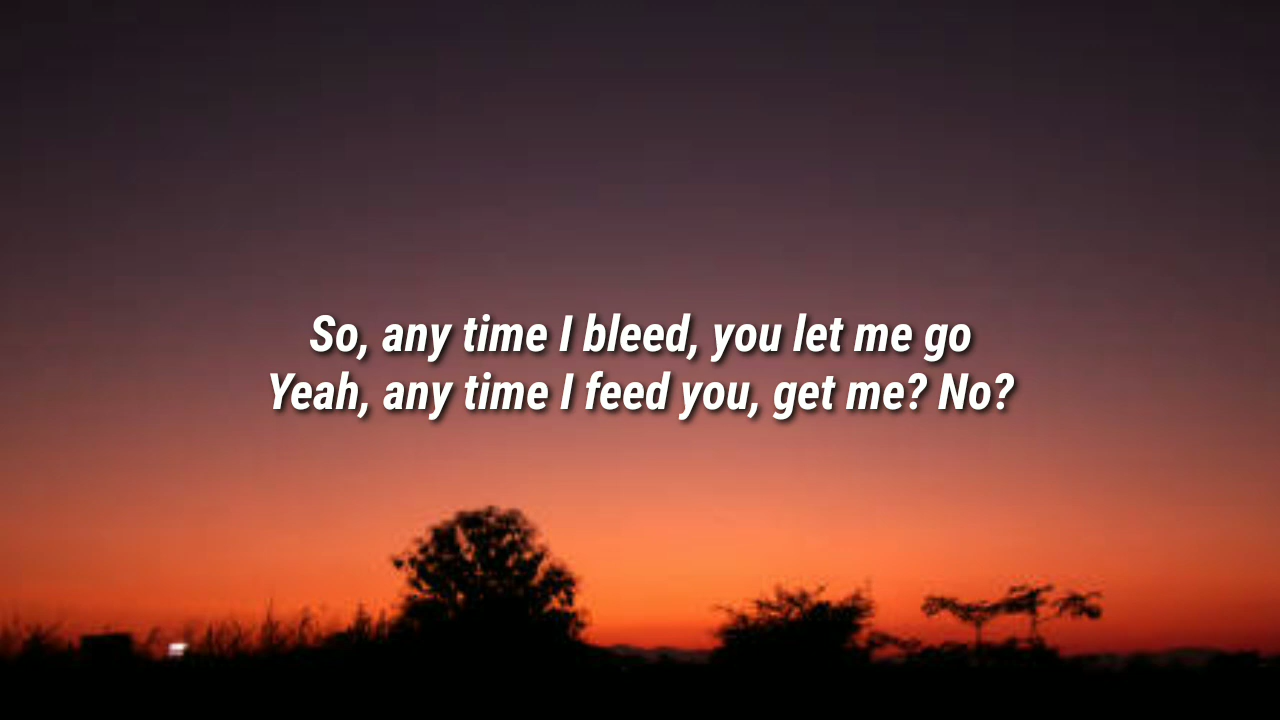 So, any time I bleed, you let me go
Yeah, any time I feed you, get me? No?